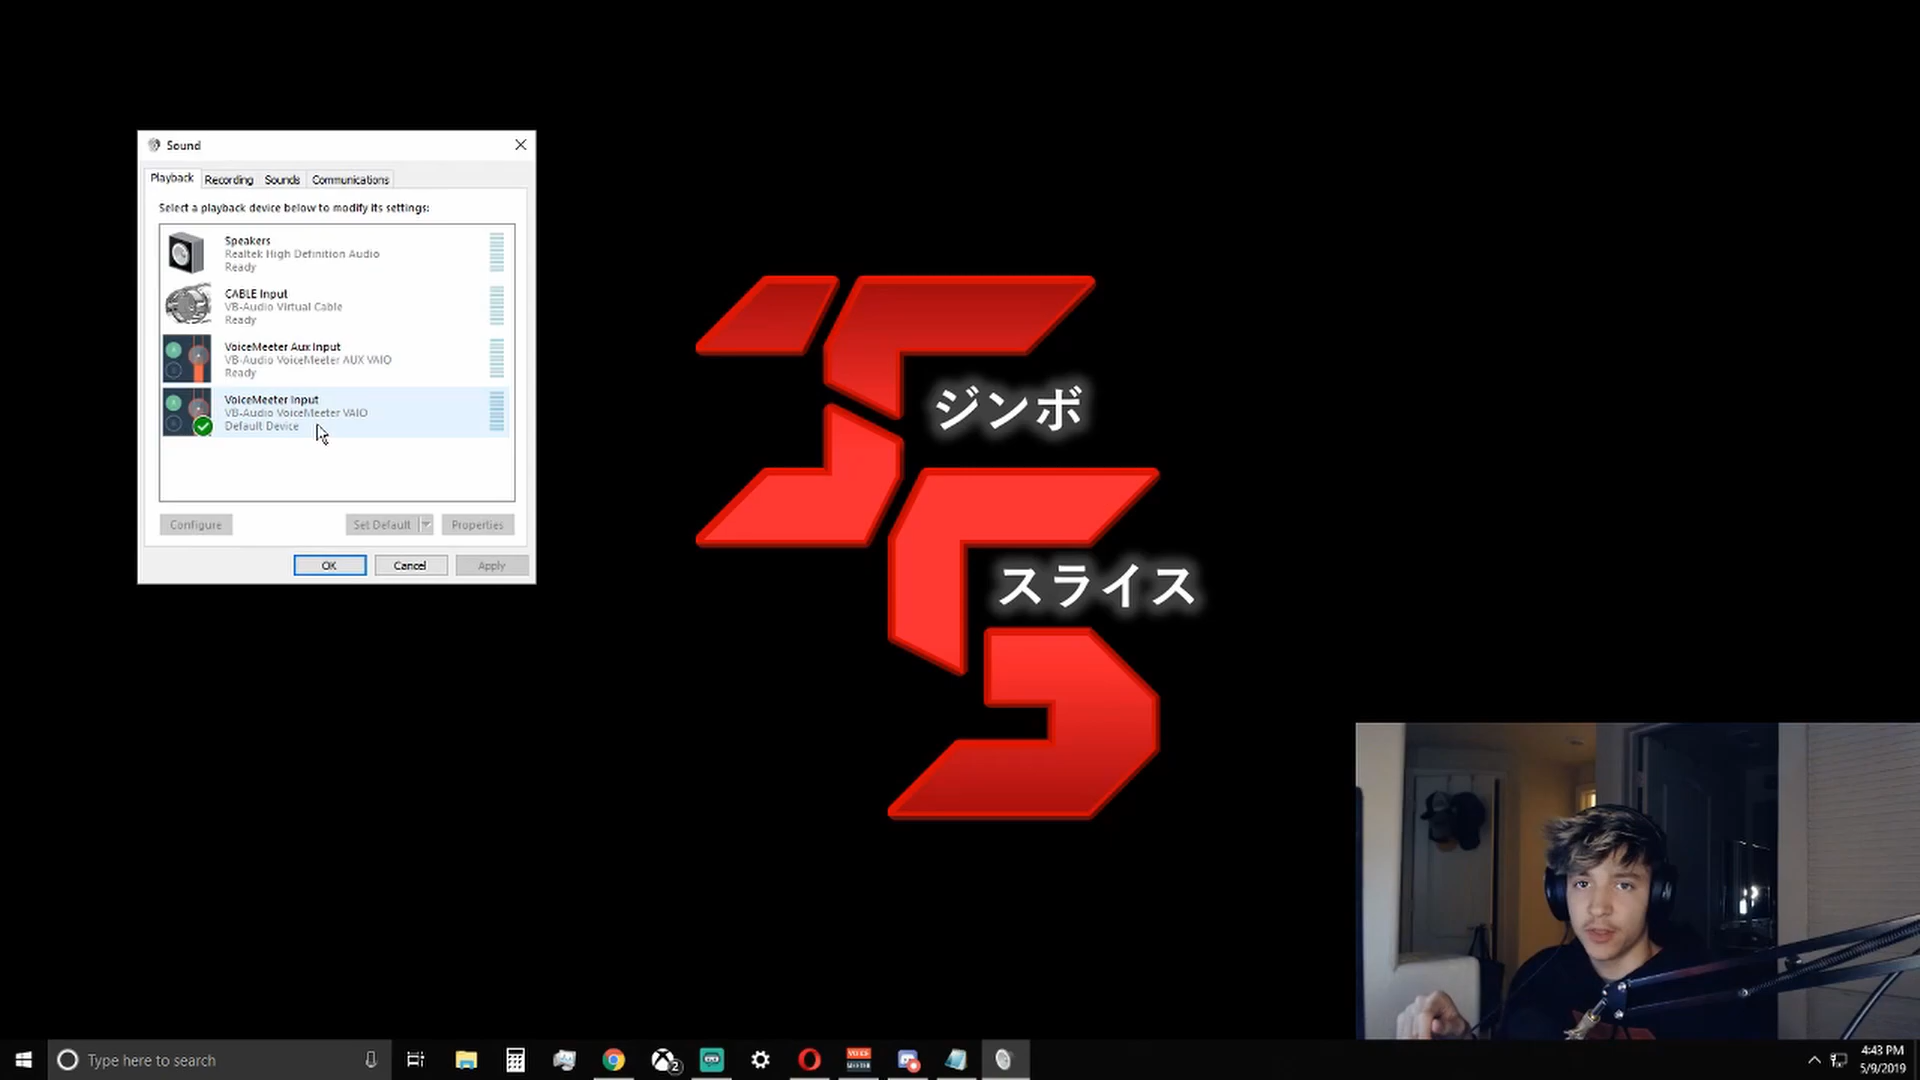 Sound
Playback
Recording
Sounds
Communications
Select a playback device below to modify its settings:
Speakers
Realtek High Definition Audio
Ready
CABLE Input
VB-Audio Virtual Cable
Ready
VoiceMeeter Aux Input
VB-Audio VoiceMeeter AUX VAIO
Ready
VoiceMeeter Input
VB-Audio VoiceMeeter VAIO
Default Device
Configure
Set Default
Properties
OK
Cancel
Apply
ジンボ
スライス
Type here to search
2
VOICE
4:43 PM
5/9/2019